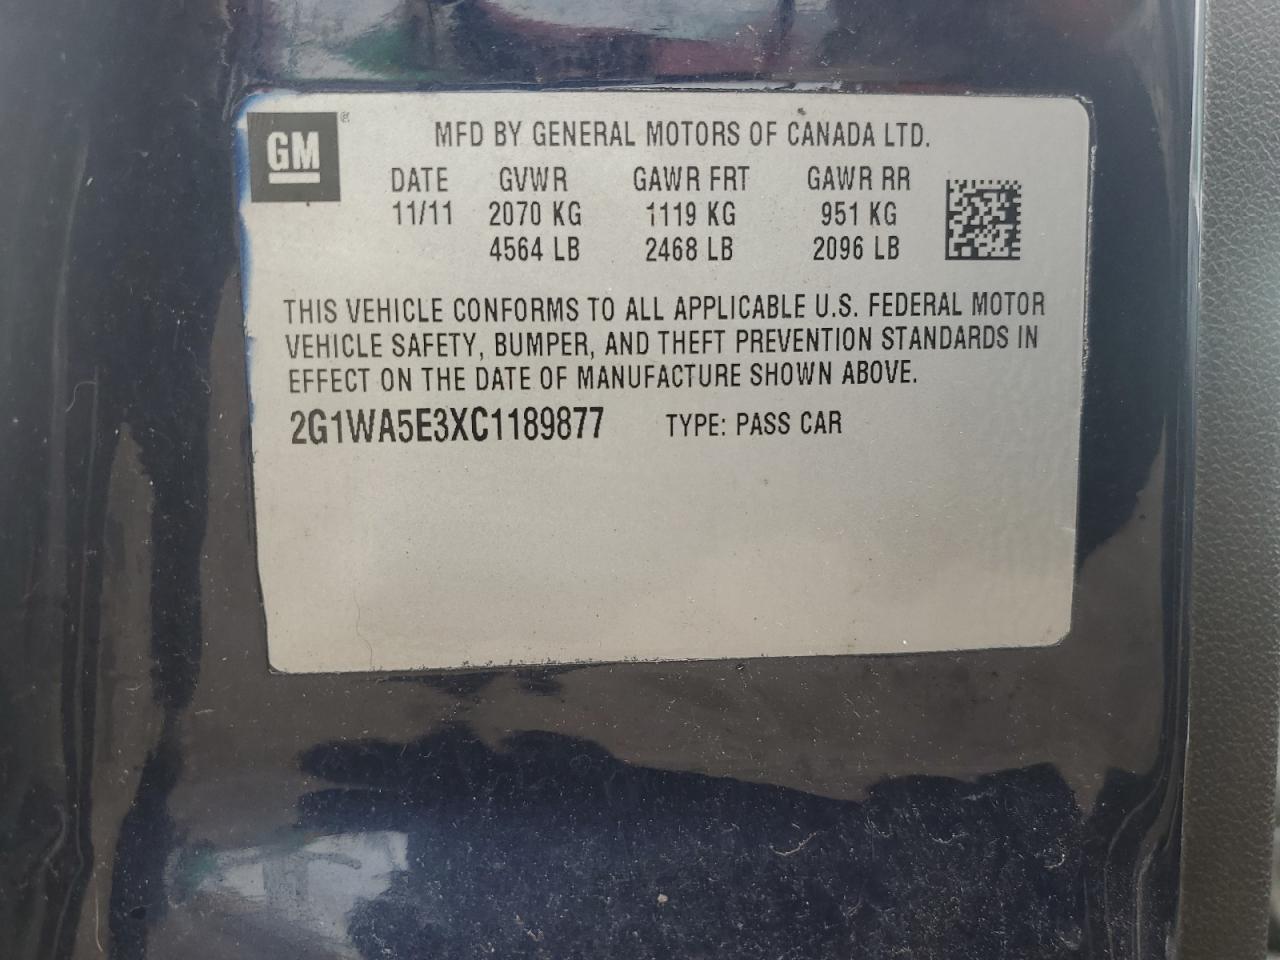 GM ®
MFD BY GENERAL MOTORS OF CANADA LTD.
DATE GVWR GAWR FRT GAWR RR
11/11 2070 KG 1119 KG 951 KG
4564 LB 2468 LB 2096 LB
THIS VEHICLE CONFORMS TO ALL APPLICABLE U.S. FEDERAL MOTOR
VEHICLE SAFETY, BUMPER, AND THEFT PREVENTION STANDARDS IN
EFFECT ON THE DATE OF MANUFACTURE SHOWN ABOVE.
2G1WA5E3XC1189877 TYPE: PASS CAR